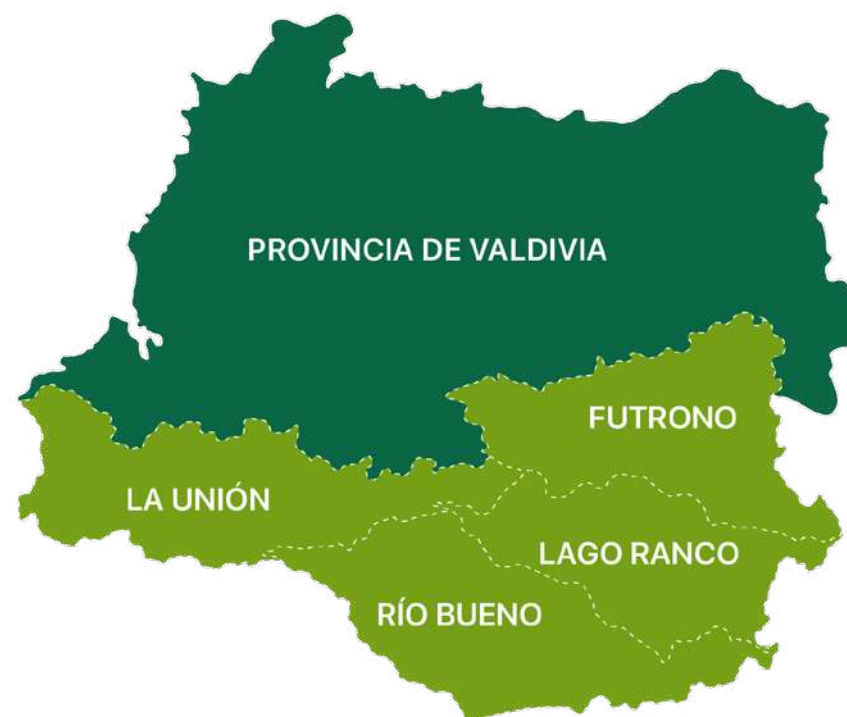 PROVINCIA DE VALDIVIA
FUTRONO
LA UNIÓN
LAGO RANCO
RÍO BUENO